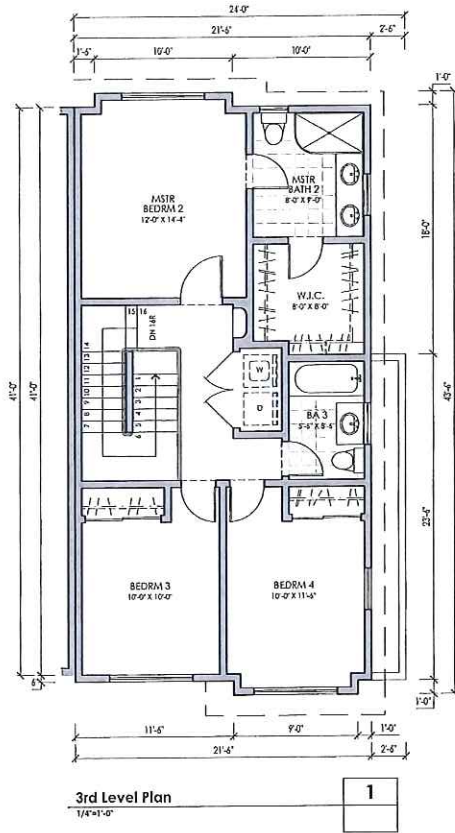 24'-0"
21'-6"
2'-6"
1'-6"
10'-0"
10'-0"
1'-0"
MSTR
BEDRM 2
12'-0" X 14'-4"
MSTR
BATH 2
8'-0" X 9'-0"
18'-0"
W.I.C.
8'-0" X 8'-0"
41'-0"
41'-0"
43'-6"
15
16
DN 16R
14
13
12
11
10
9
8
7
1
2
3
4
5
6
W
D
BA 3
5'-6" X 8'-6"
23'-6"
BEDRM 3
10'-0" X 10'-0"
BEDRM 4
10'-0" X 11'-6"
6"
1'-0"
11'-6"
9'-0"
1'-0"
21'-6"
2'-6"
3rd Level Plan
1/4"=1'-0"
1